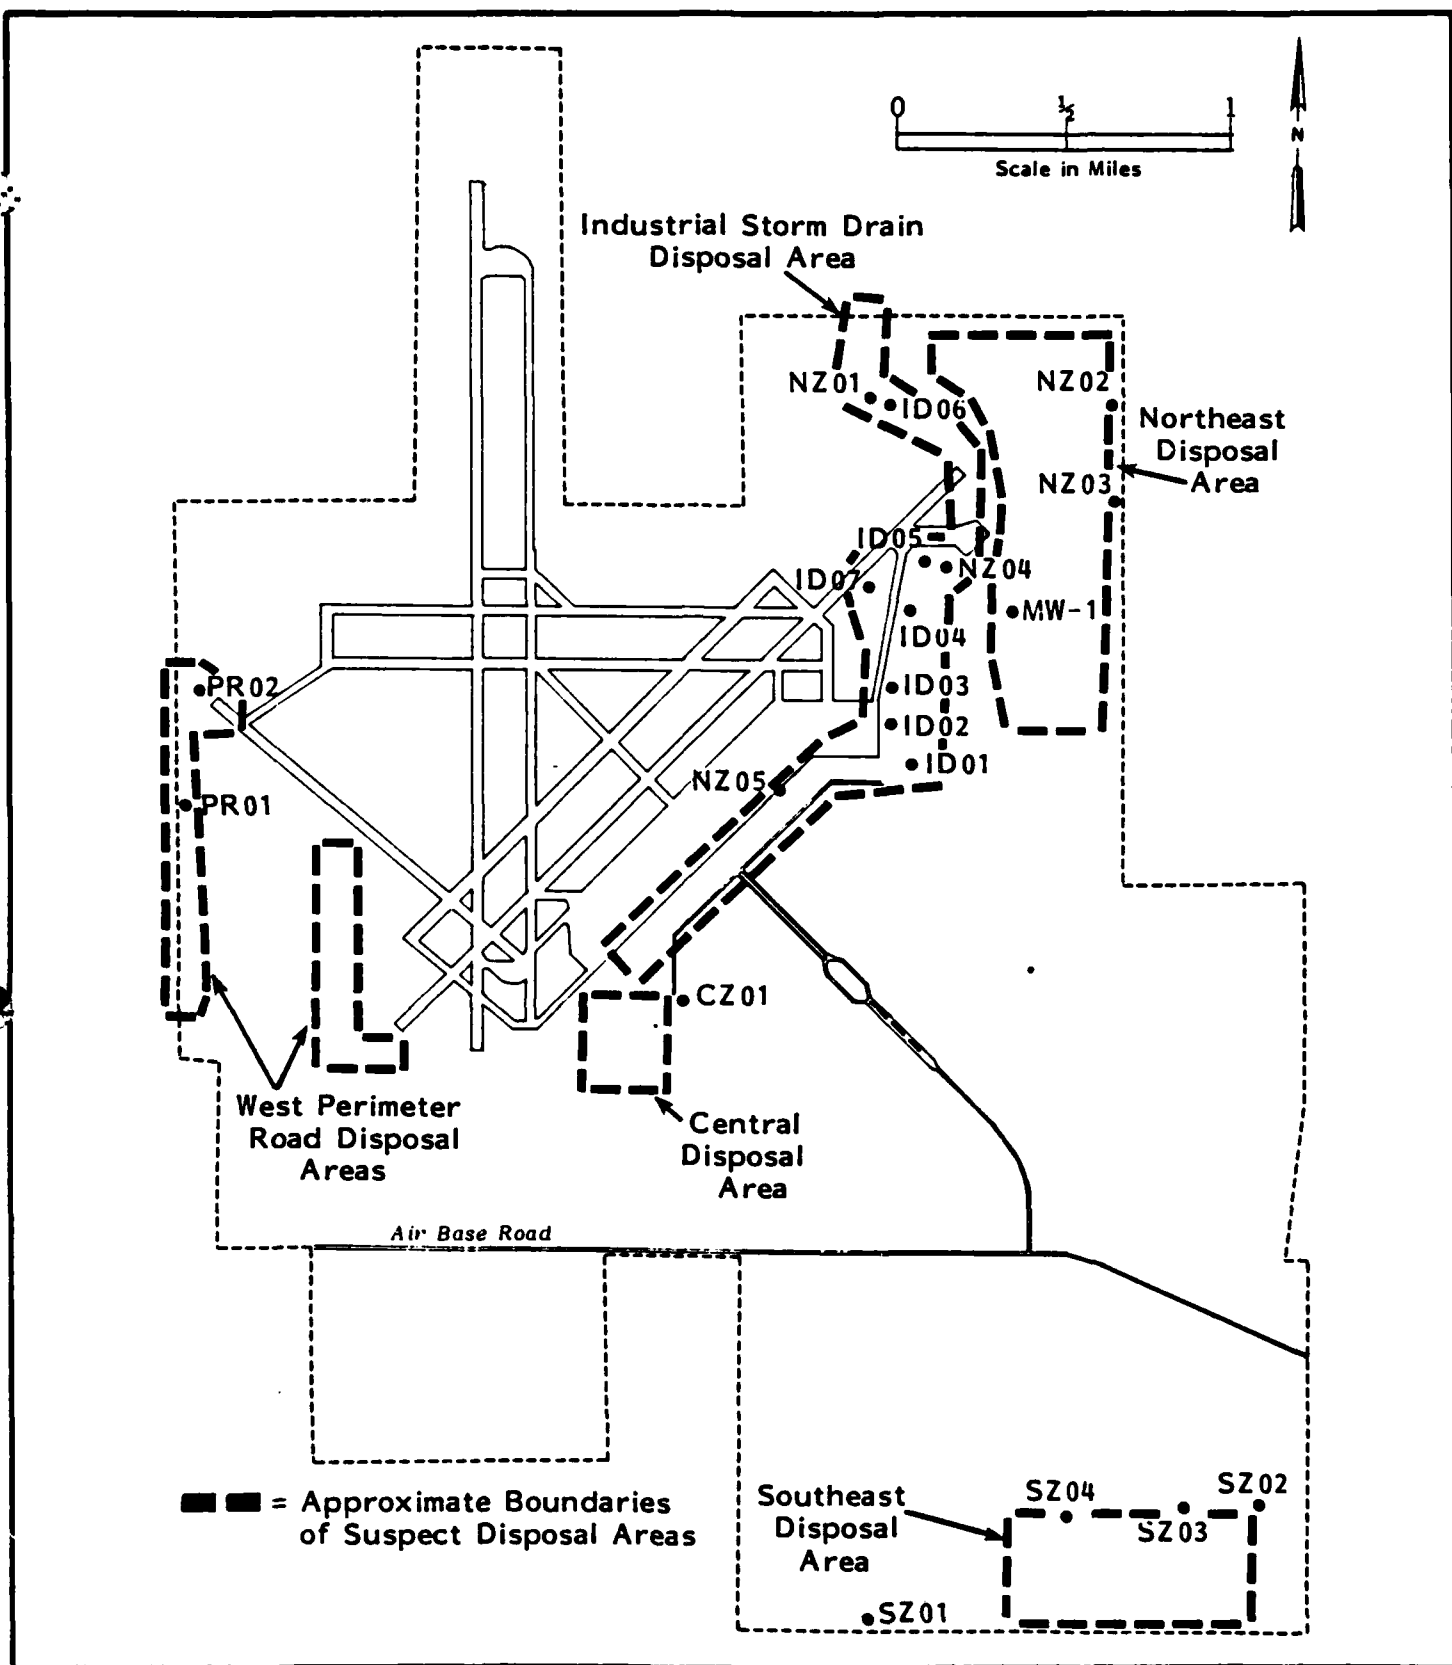 0 ½ 1
Scale in Miles
N
Industrial Storm Drain
Disposal Area
NZ01
ID06
NZ02
Northeast
Disposal
Area
NZ03
ID05
NZ04
ID07
MW-1
ID04
PR02
ID03
ID02
ID01
NZ05
PR01
CZ01
West Perimeter
Road Disposal
Areas
Central
Disposal
Area
Air Base Road
= Approximate Boundaries
of Suspect Disposal Areas
Southeast
Disposal
Area
SZ04
SZ02
SZ03
SZ01